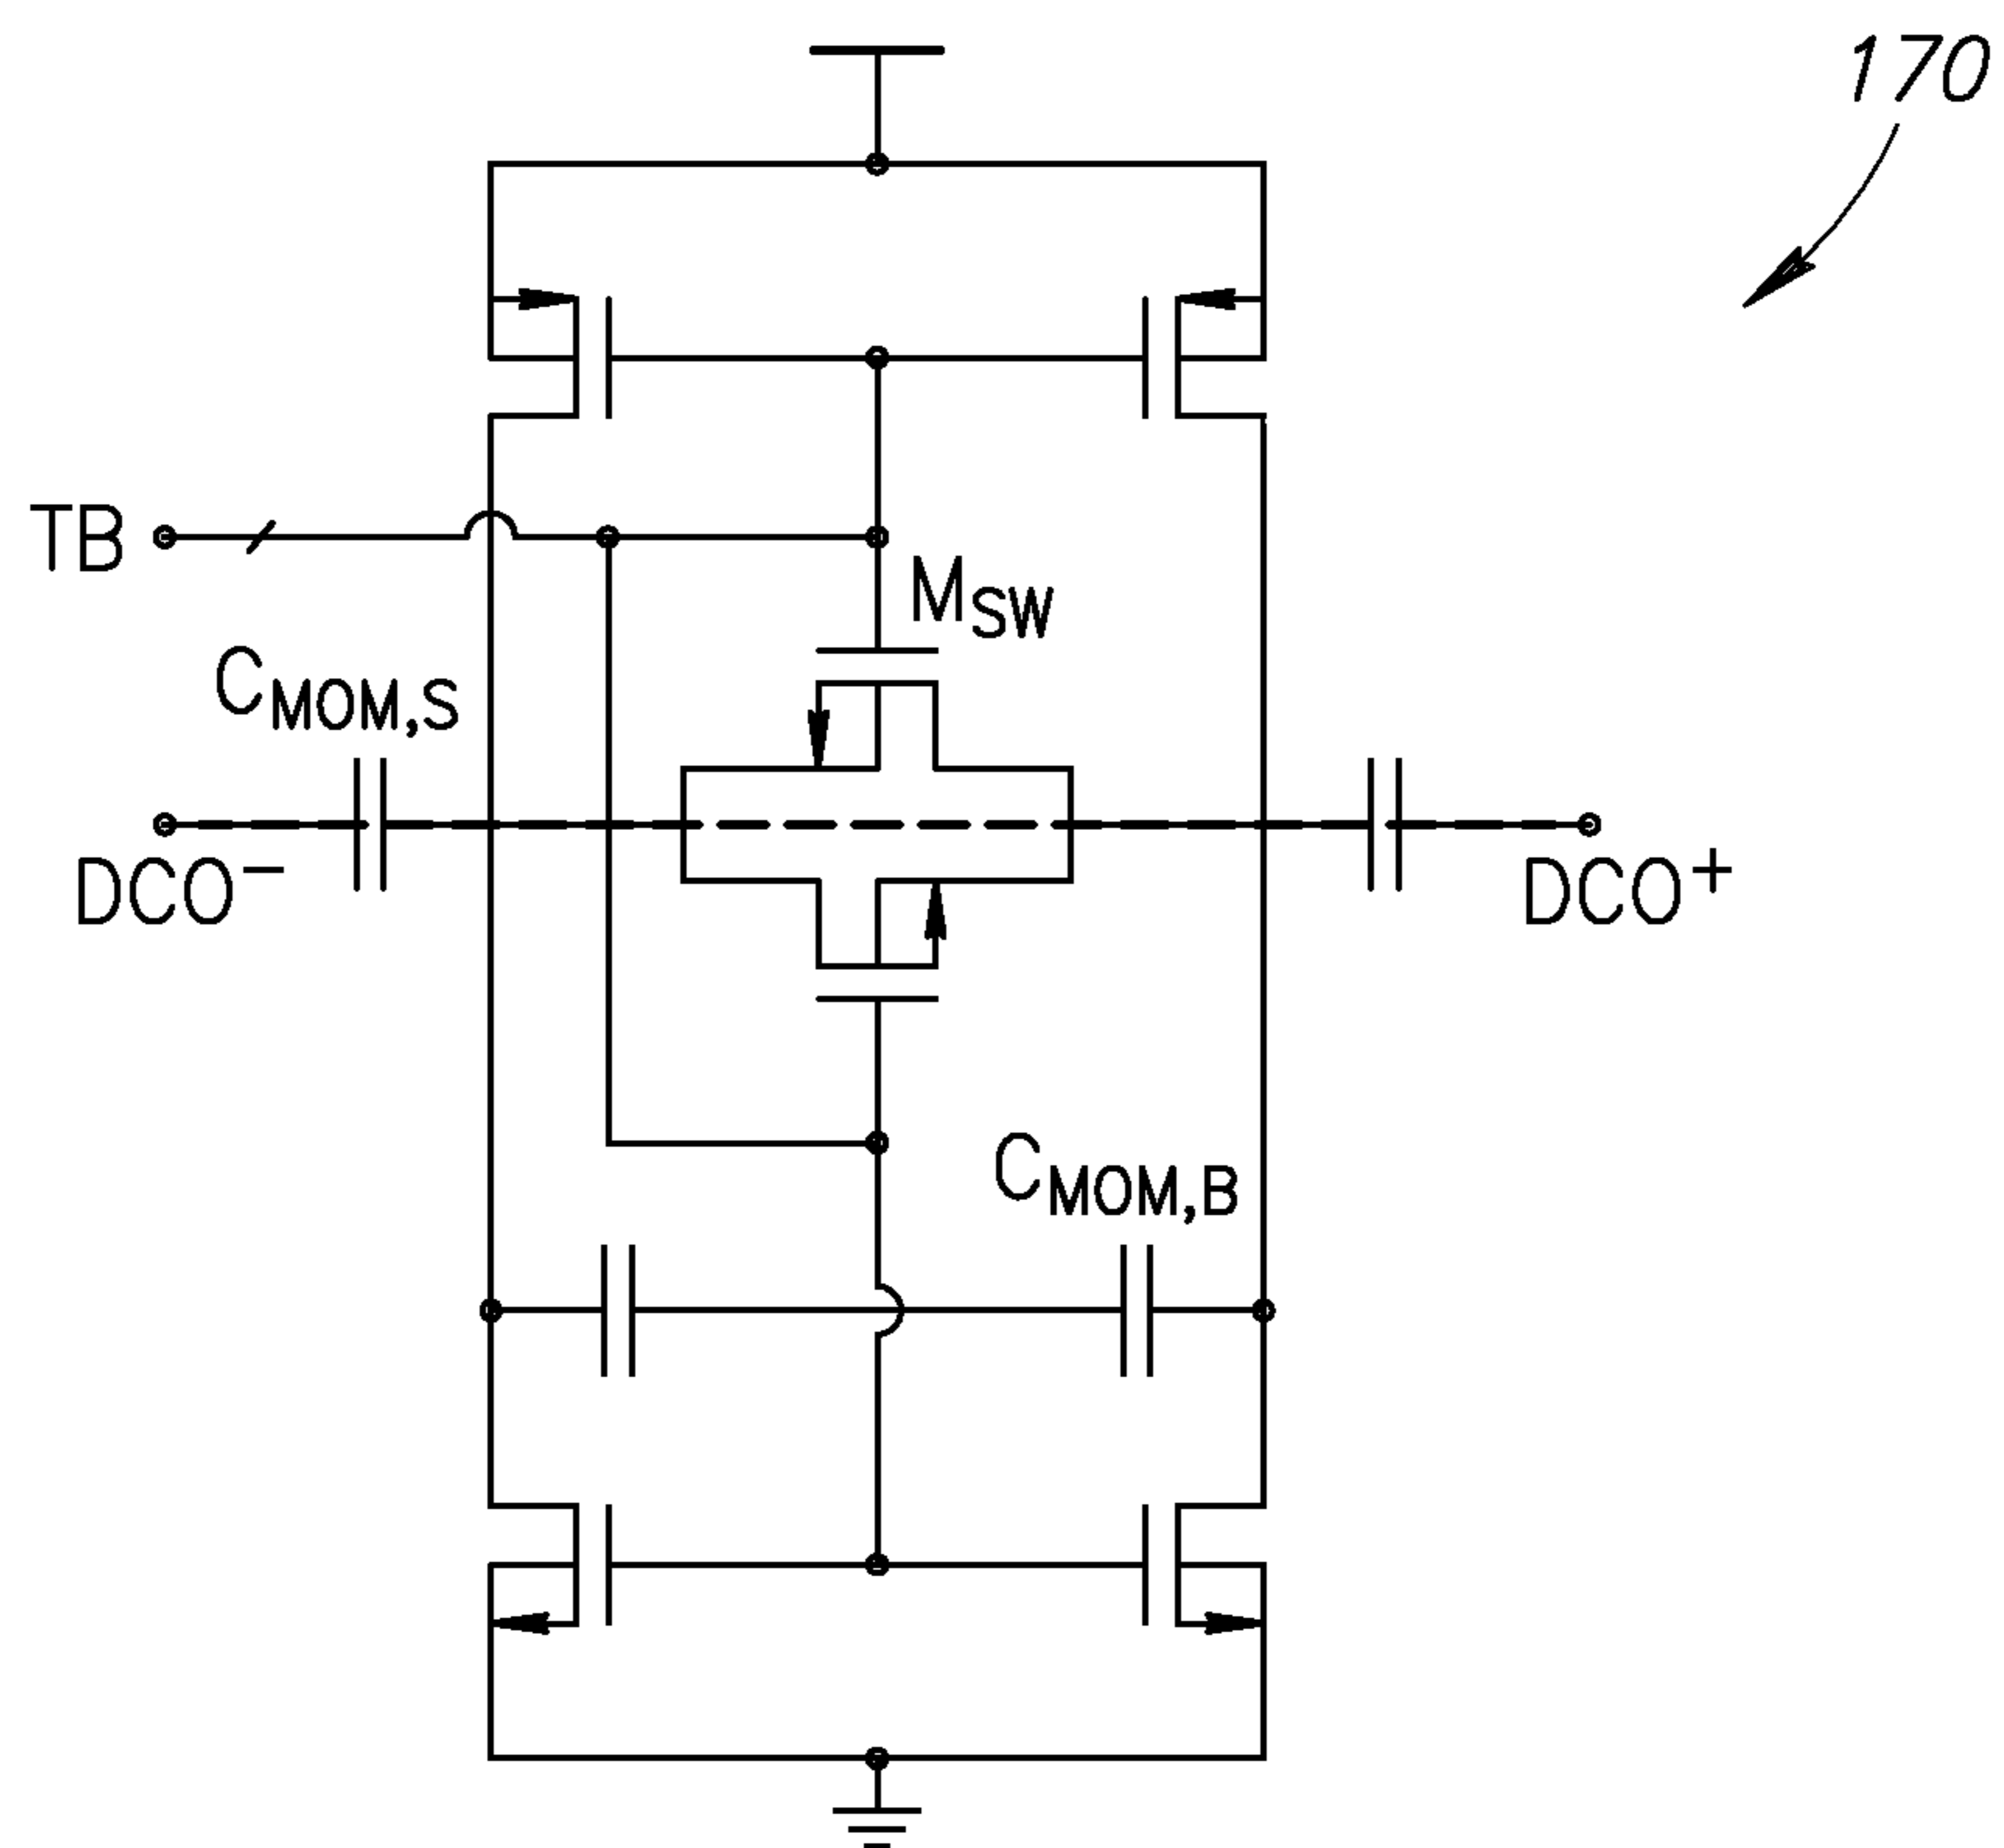 170
TB
M_SW
C_MOM,S
DCO⁻
DCO⁺
C_MOM,B